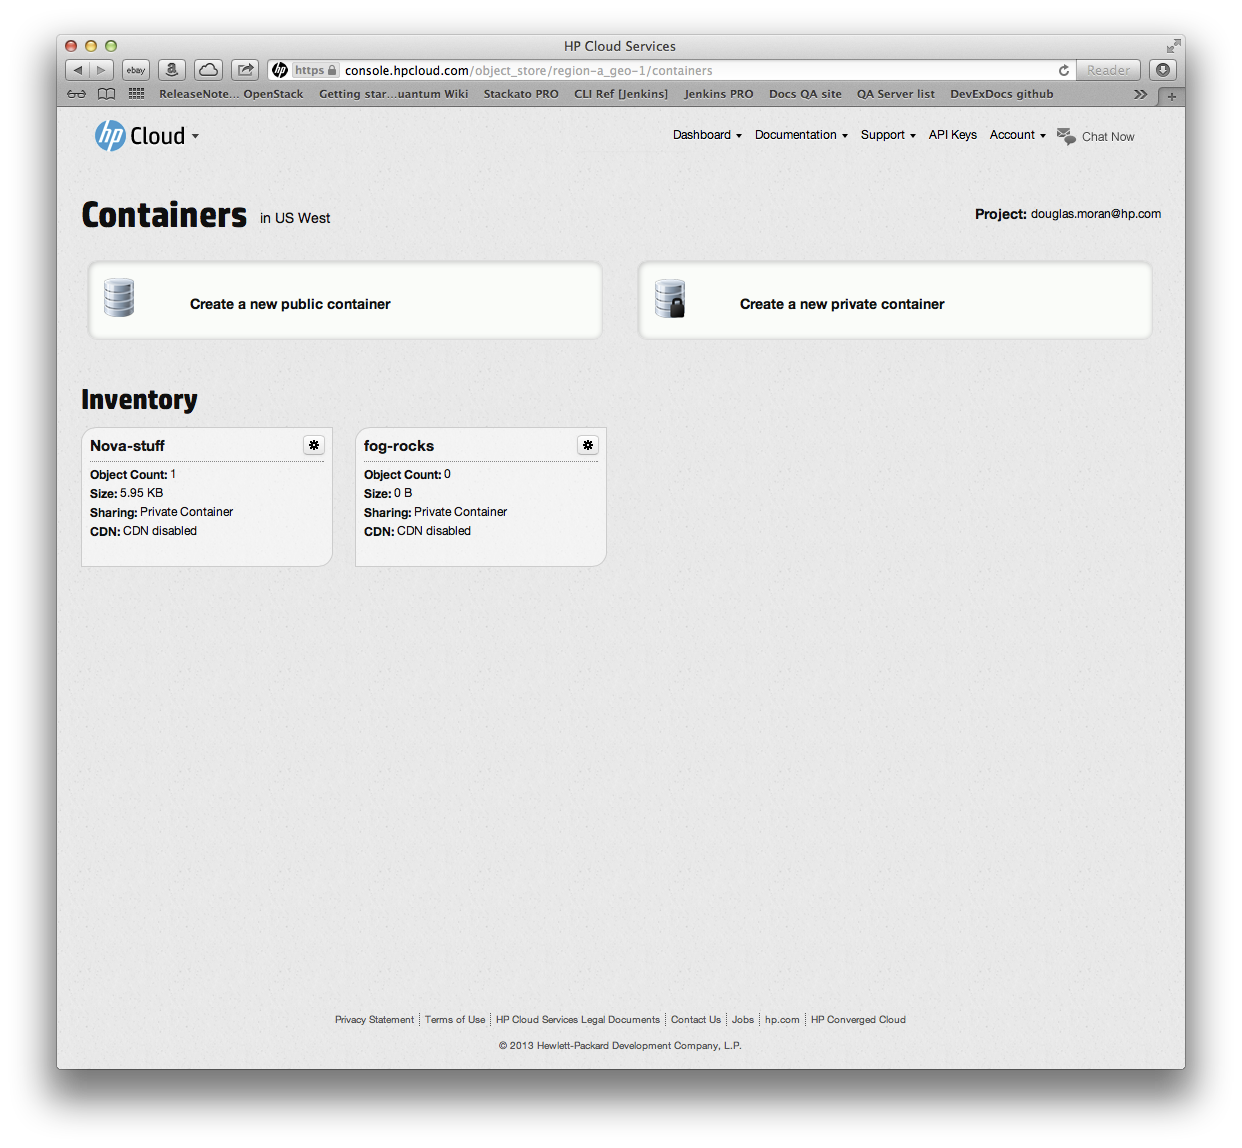 HP Cloud Services
ebay a https console.hpcloud.com/object_store/region-a_geo-1/containers Reader
ReleaseNote... OpenStack Getting star...uantum Wiki Stackato PRO CLI Ref [Jenkins] Jenkins PRO Docs QA site QA Server list DevExDocs github
hp Cloud Dashboard Documentation Support API Keys Account Chat Now
Containers in US West Project: douglas.moran@hp.com
Create a new public container Create a new private container
Inventory
Nova-stuff
Object Count: 1
Size: 5.95 KB
Sharing: Private Container
CDN: CDN disabled
fog-rocks
Object Count: 0
Size: 0 B
Sharing: Private Container
CDN: CDN disabled
Privacy Statement Terms of Use HP Cloud Services Legal Documents Contact Us Jobs hp.com HP Converged Cloud
© 2013 Hewlett-Packard Development Company, L.P.